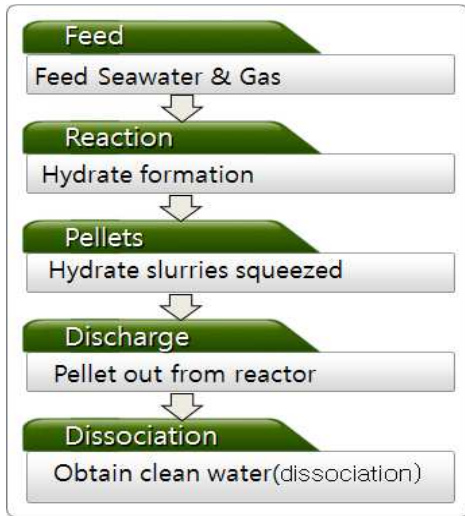 Feed
Feed Seawater & Gas
Reaction
Hydrate formation
Pellets
Hydrate slurries squeezed
Discharge
Pellet out from reactor
Dissociation
Obtain clean water(dissociation)